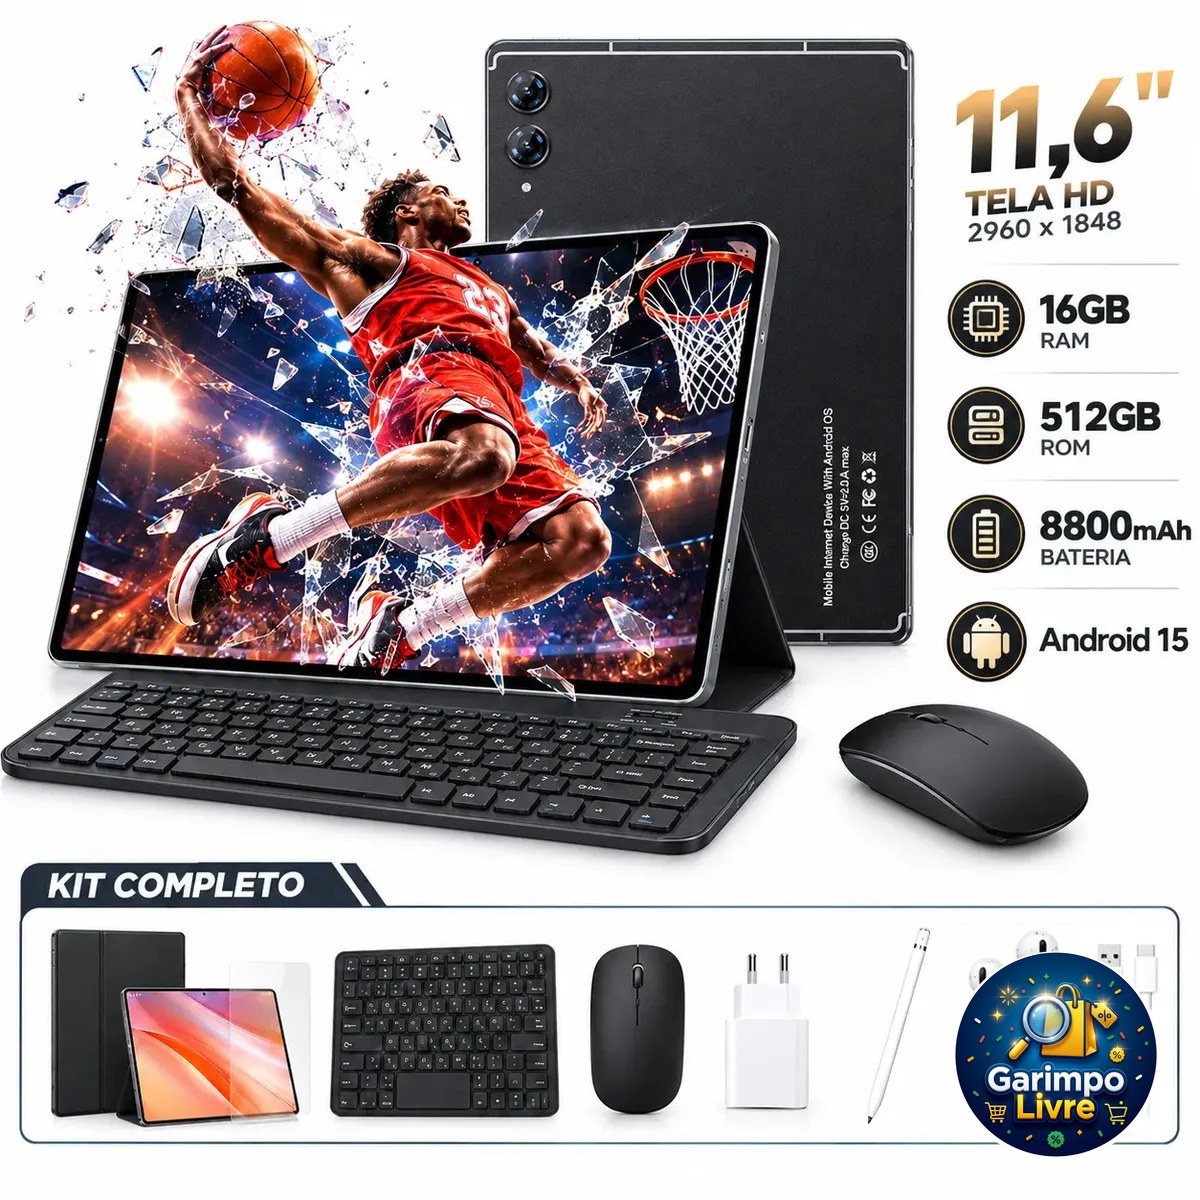 11,6"
TELA HD
2960 x 1848
16GB
RAM
512GB
ROM
8800mAh
BATERIA
Android 15
23
Mobile Internet Device With Android OS
KIT COMPLETO
Garimpo
Livre
%
%
%